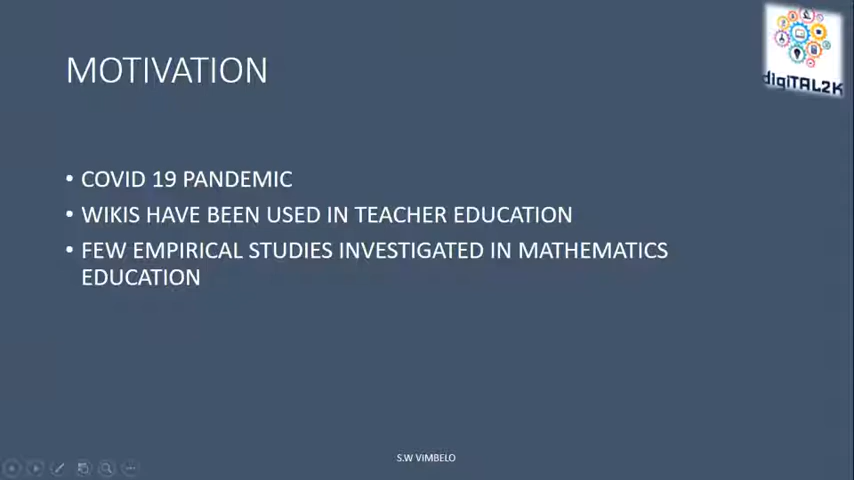 MOTIVATION
digiTAL2K
• COVID 19 PANDEMIC
• WIKIS HAVE BEEN USED IN TEACHER EDUCATION
• FEW EMPIRICAL STUDIES INVESTIGATED IN MATHEMATICS
EDUCATION
S.W VIMBELO